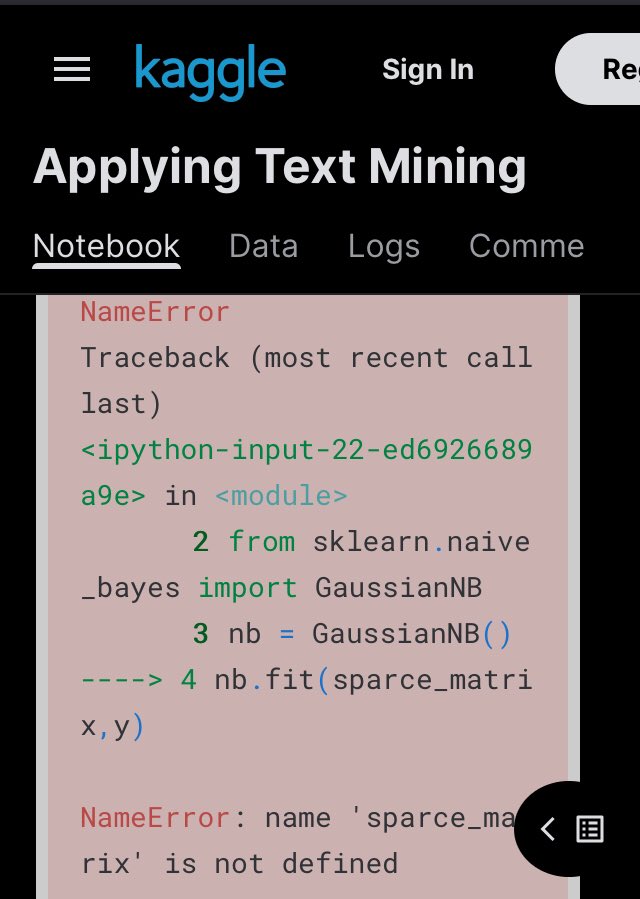 kaggle
Sign In
Applying Text Mining
Notebook Data Logs
NameError
Traceback (most recent call
last)
<ipython-input-22-ed6926689
a9e> in <module>
2 from sklearn.naive
_bayes import GaussianNB
3 nb = GaussianNB()
----> 4 nb.fit(sparce_matri
x,y)
NameError: name 'sparce_ma
rix' is not defined